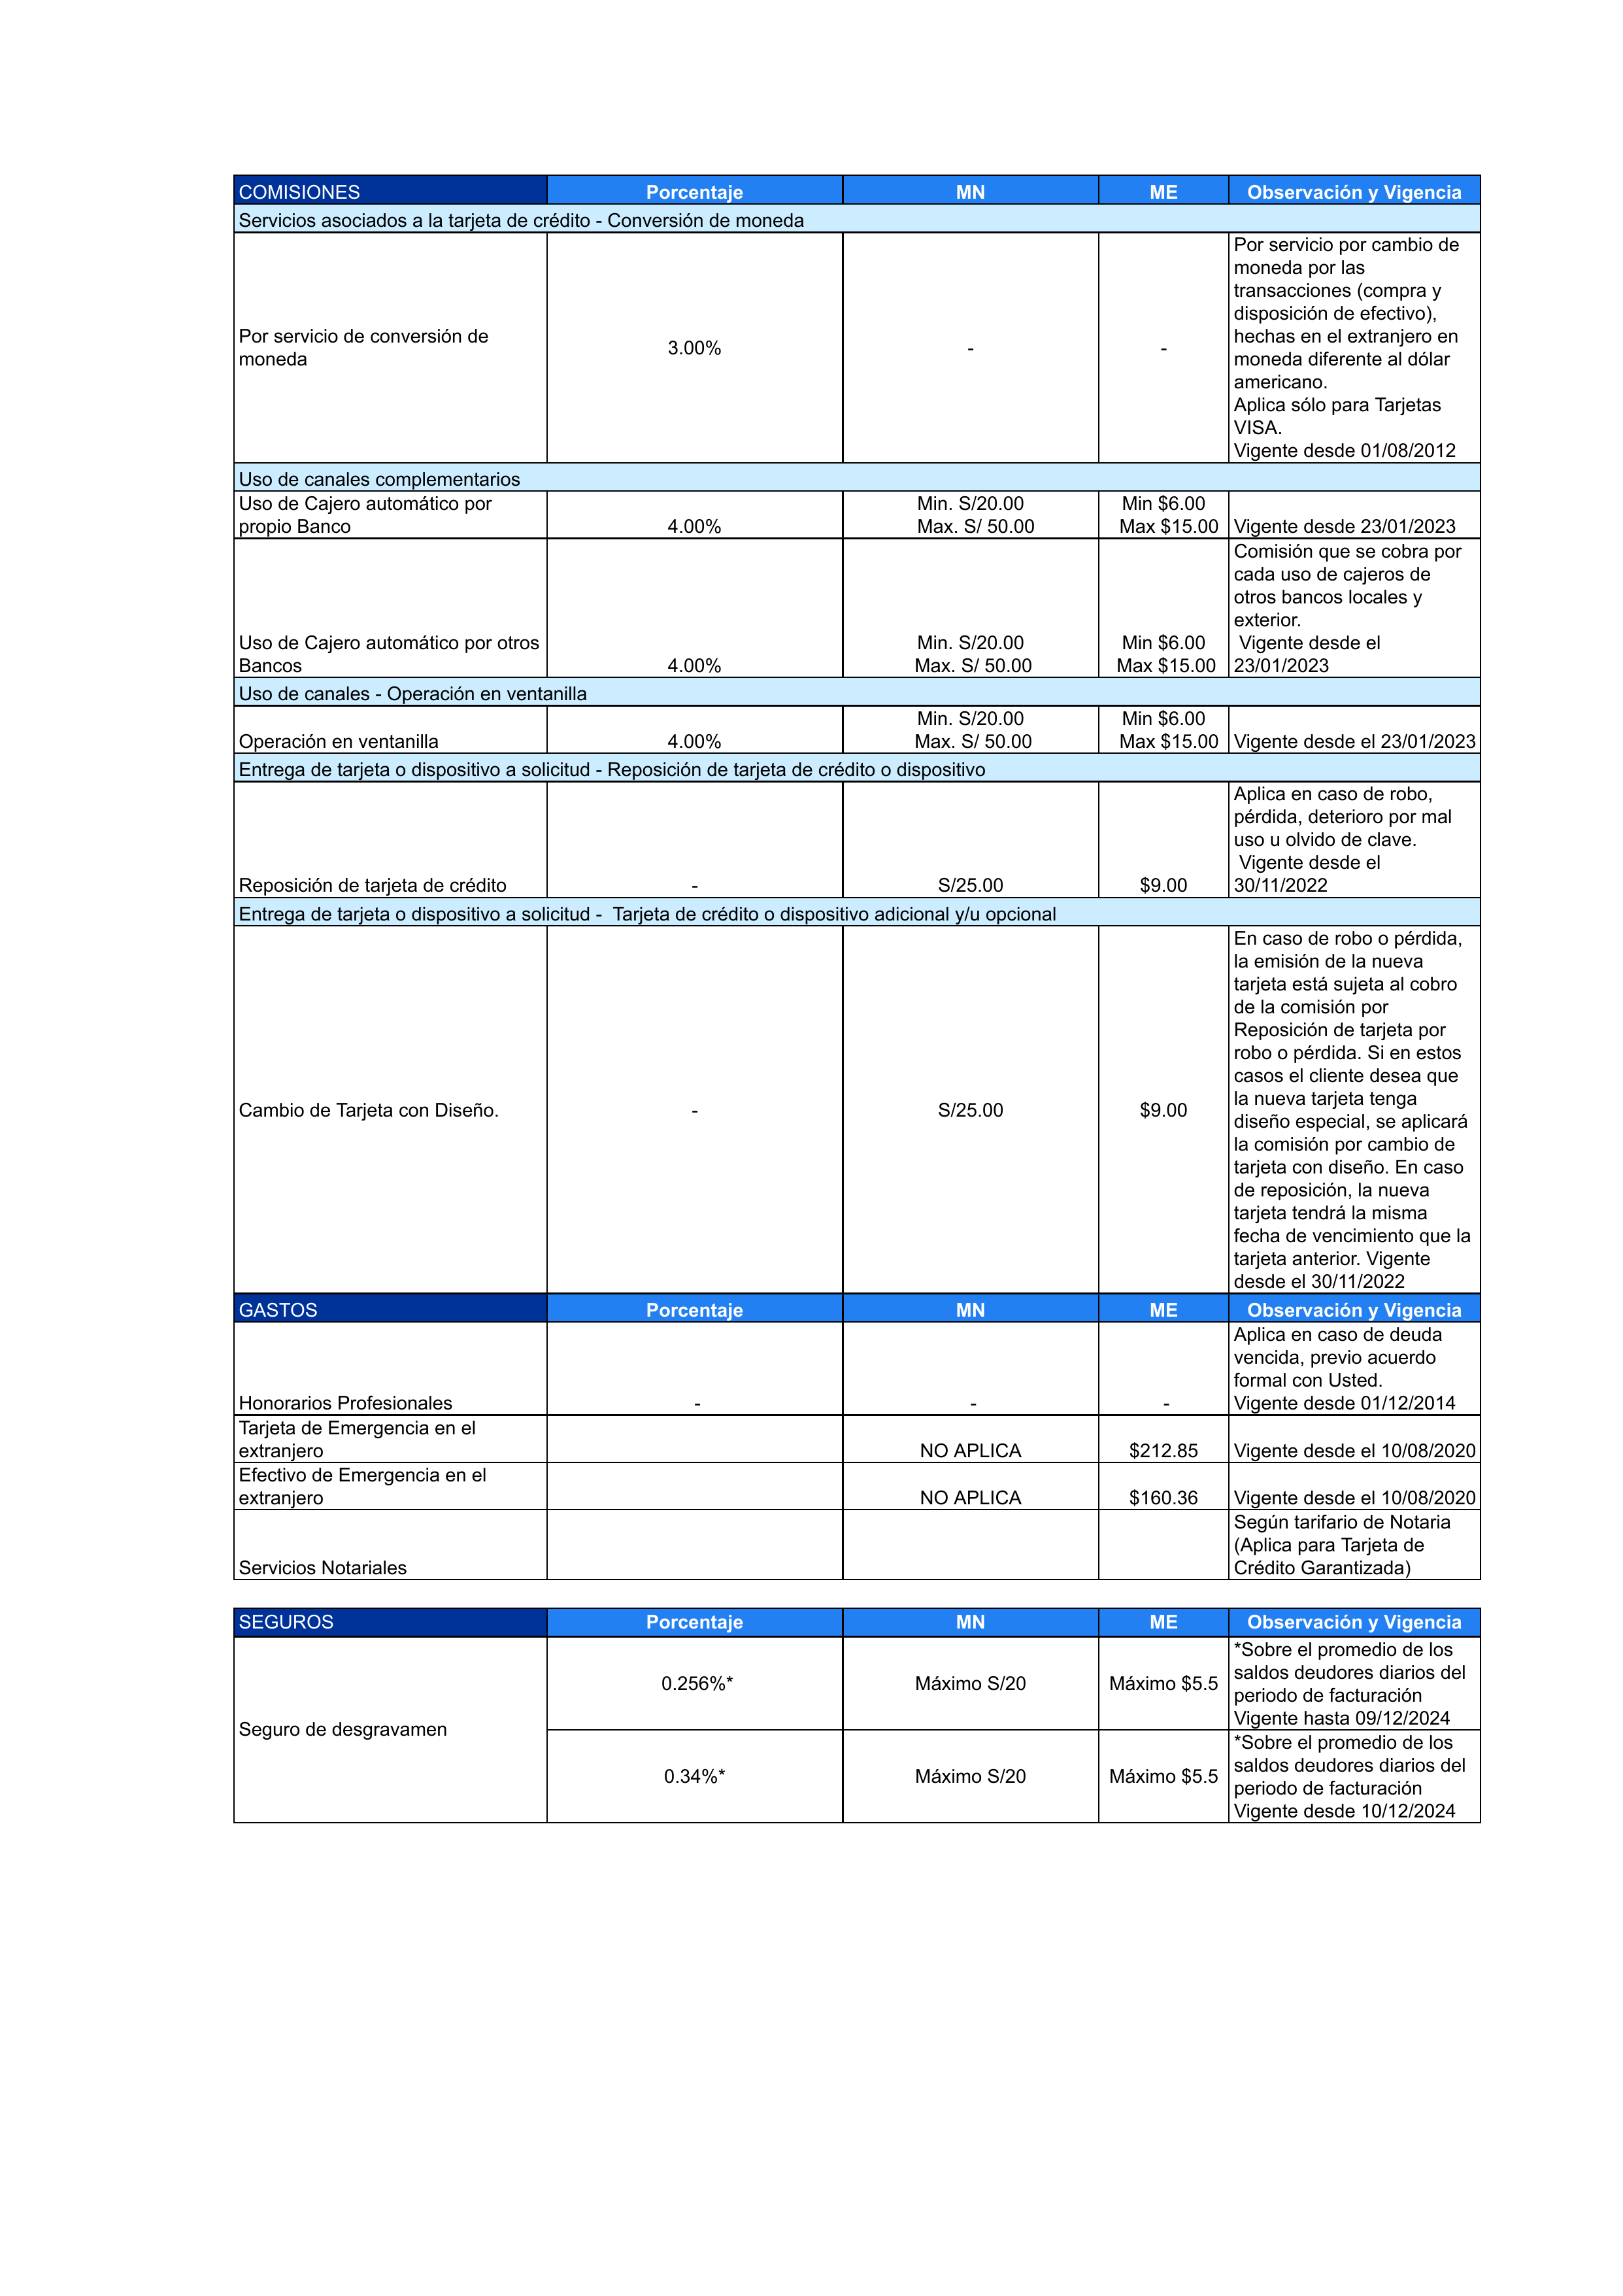 COMISIONES Porcentaje MN ME Observación y Vigencia
Servicios asociados a la tarjeta de crédito - Conversión de moneda
Por servicio de conversión de
moneda
3.00%
-
-
Por servicio por cambio de
moneda por las
transacciones (compra y
disposición de efectivo),
hechas en el extranjero en
moneda diferente al dólar
americano.
Aplica sólo para Tarjetas
VISA.
Vigente desde 01/08/2012
Uso de canales complementarios
Uso de Cajero automático por
propio Banco
4.00%
Min. S/20.00
Max. S/ 50.00
Min $6.00
Max $15.00
Vigente desde 23/01/2023
Uso de Cajero automático por otros
Bancos
4.00%
Min. S/20.00
Max. S/ 50.00
Min $6.00
Max $15.00
Comisión que se cobra por
cada uso de cajeros de
otros bancos locales y
exterior.
Vigente desde el
23/01/2023
Uso de canales - Operación en ventanilla
Operación en ventanilla
4.00%
Min. S/20.00
Max. S/ 50.00
Min $6.00
Max $15.00
Vigente desde el 23/01/2023
Entrega de tarjeta o dispositivo a solicitud - Reposición de tarjeta de crédito o dispositivo
Reposición de tarjeta de crédito
-
S/25.00
$9.00
Aplica en caso de robo,
pérdida, deterioro por mal
uso u olvido de clave.
Vigente desde el
30/11/2022
Entrega de tarjeta o dispositivo a solicitud - Tarjeta de crédito o dispositivo adicional y/u opcional
Cambio de Tarjeta con Diseño.
-
S/25.00
$9.00
En caso de robo o pérdida,
la emisión de la nueva
tarjeta está sujeta al cobro
de la comisión por
Reposición de tarjeta por
robo o pérdida. Si en estos
casos el cliente desea que
la nueva tarjeta tenga
diseño especial, se aplicará
la comisión por cambio de
tarjeta con diseño. En caso
de reposición, la nueva
tarjeta tendrá la misma
fecha de vencimiento que la
tarjeta anterior. Vigente
desde el 30/11/2022
GASTOS Porcentaje MN ME Observación y Vigencia
Honorarios Profesionales
-
-
-
Aplica en caso de deuda
vencida, previo acuerdo
formal con Usted.
Vigente desde 01/12/2014
Tarjeta de Emergencia en el
extranjero
NO APLICA
$212.85
Vigente desde el 10/08/2020
Efectivo de Emergencia en el
extranjero
NO APLICA
$160.36
Vigente desde el 10/08/2020
Servicios Notariales
Según tarifario de Notaria
(Aplica para Tarjeta de
Crédito Garantizada)
SEGUROS Porcentaje MN ME Observación y Vigencia
Seguro de desgravamen
0.256%*
Máximo S/20
Máximo $5.5
*Sobre el promedio de los
saldos deudores diarios del
periodo de facturación
Vigente hasta 09/12/2024
0.34%*
Máximo S/20
Máximo $5.5
*Sobre el promedio de los
saldos deudores diarios del
periodo de facturación
Vigente desde 10/12/2024